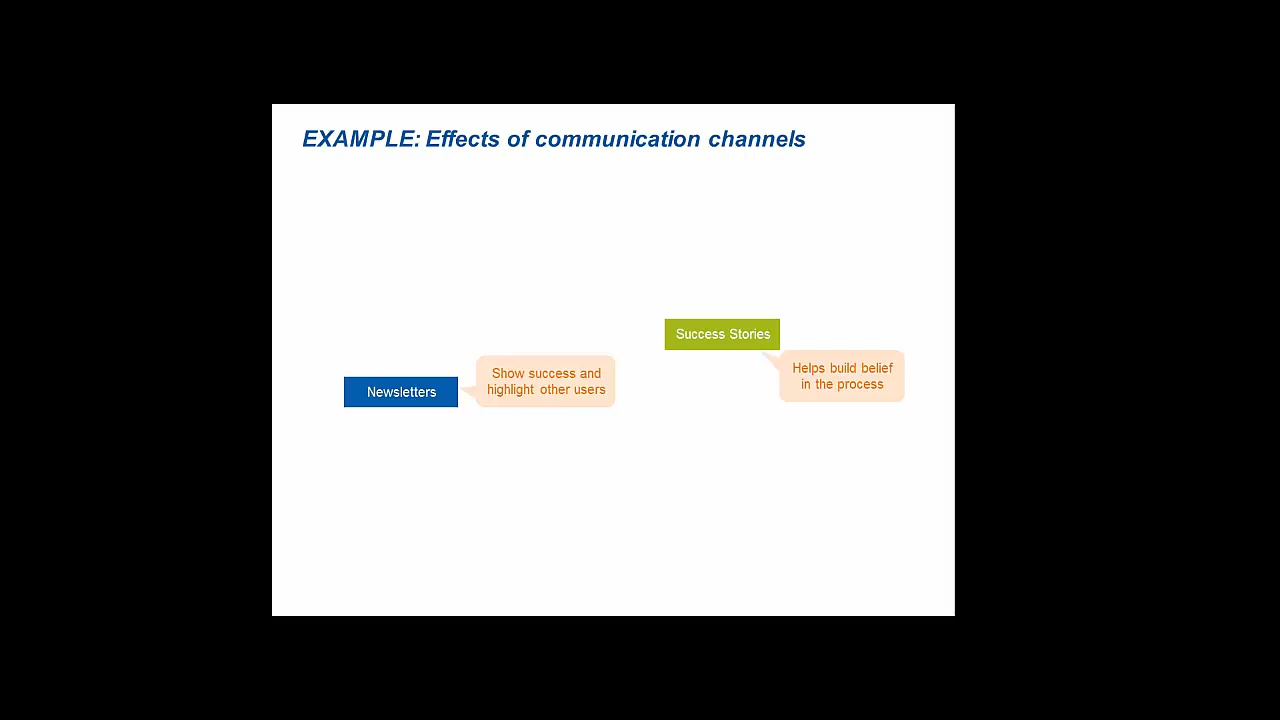 EXAMPLE: Effects of communication channels
Success Stories
Helps build belief
in the process
Newsletters
Show success and
highlight other users